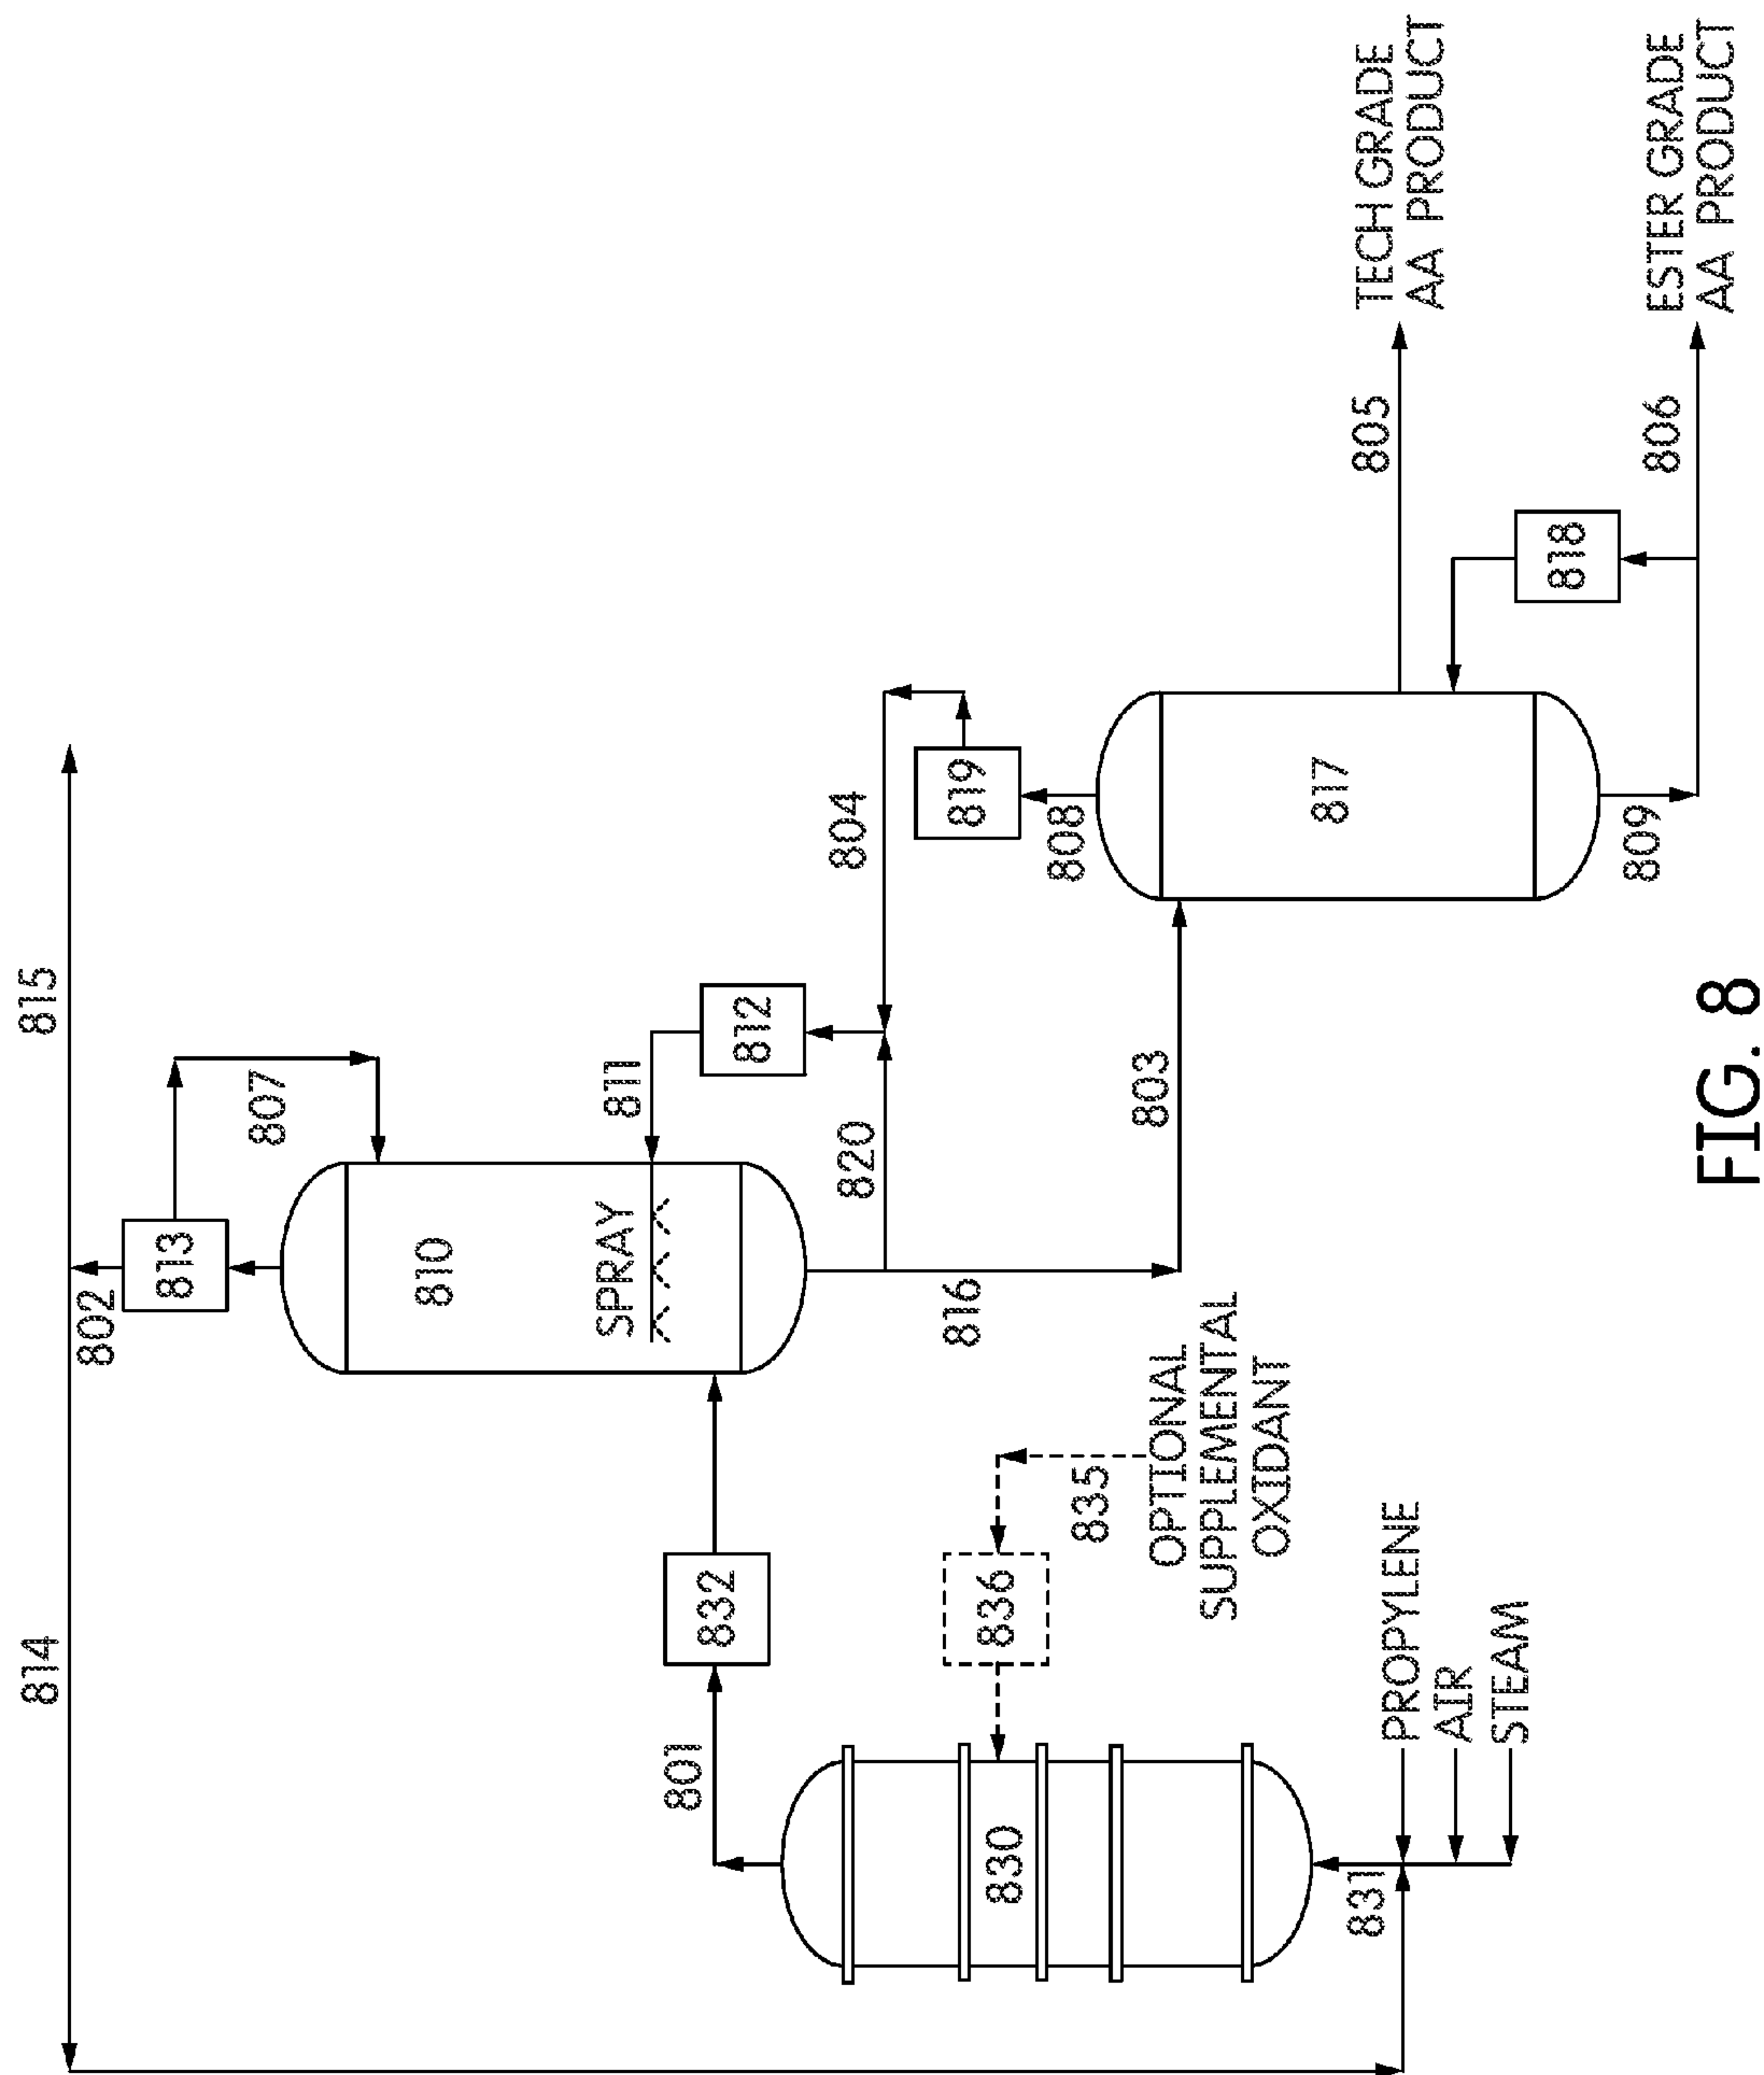 815
814
802
813
807
810
SPRAY
811
812
804
819
808
817
820
816
803
805
TECH GRADE
AA PRODUCT
818
809
806
ESTER GRADE
AA PRODUCT
801
832
836
835
OPTIONAL
SUPPLEMENTAL
OXIDANT
830
831
PROPYLENE
AIR
STEAM
FIG. 8